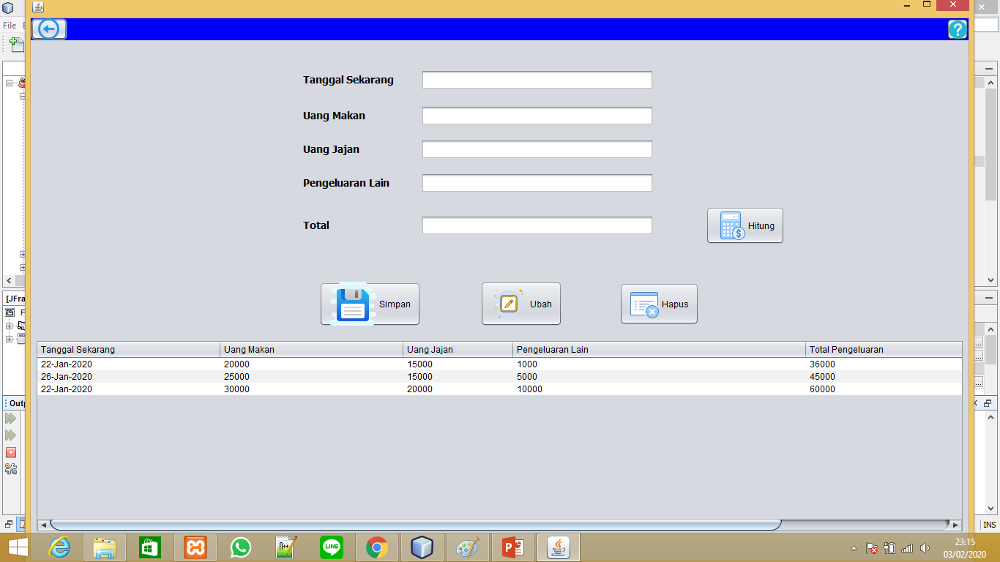 File
Tanggal Sekarang
Uang Makan
Uang Jajan
Pengeluaran Lain
Total
Hitung
Simpan
Ubah
Hapus
[JFra
Tanggal Sekarang Uang Makan Uang Jajan Pengeluaran Lain Total Pengeluaran
22-Jan-2020 20000 15000 1000 36000
26-Jan-2020 25000 15000 5000 45000
22-Jan-2020 30000 20000 10000 60000
Outp
INS
23:15
03/02/2020